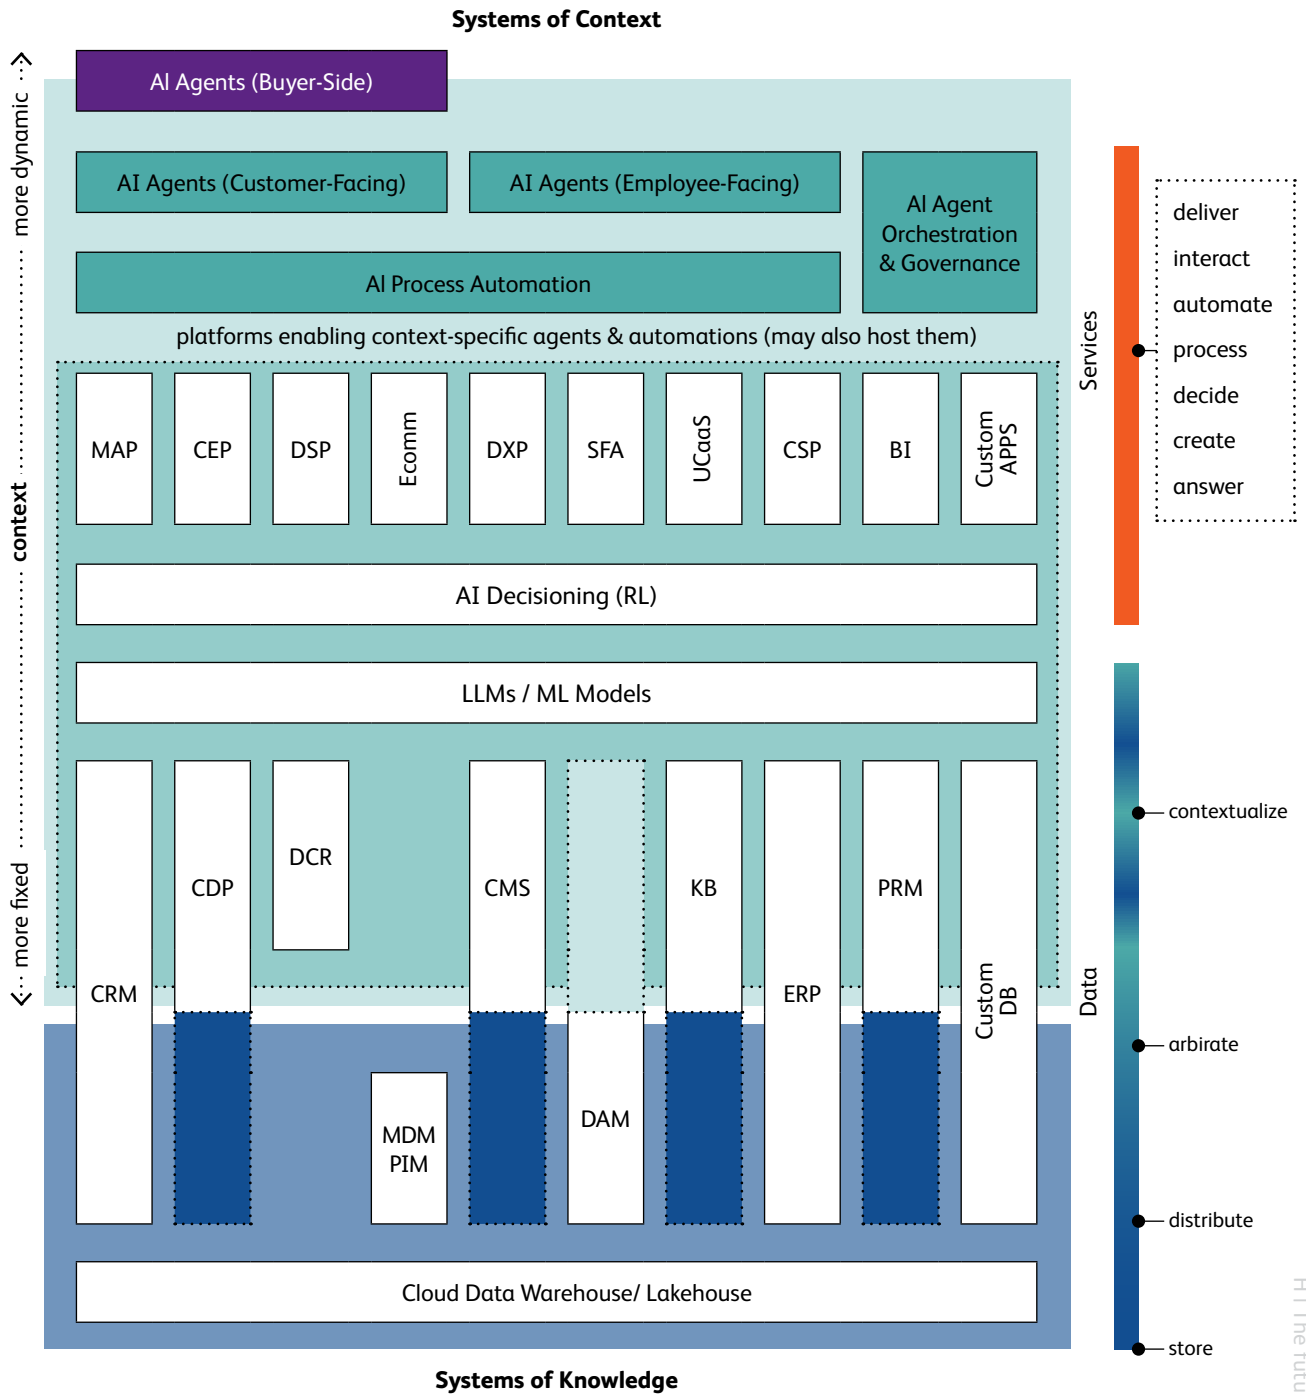 Systems of Context
AI Agents (Buyer-Side)
AI Agents (Customer-Facing)
AI Agents (Employee-Facing)
AI Agent
Orchestration
& Governance
AI Process Automation
platforms enabling context-specific agents & automations (may also host them)
MAP
CEP
DSP
Ecomm
DXP
SFA
UCaaS
CSP
BI
Custom
APPS
AI Decisioning (RL)
LLMs / ML Models
CRM
CDP
DCR
MDM
PIM
CMS
DAM
KB
ERP
PRM
Custom
DB
Cloud Data Warehouse/ Lakehouse
Systems of Knowledge
more dynamic
context
more fixed
Services
Data
deliver
interact
automate
process
decide
create
answer
contextualize
arbirate
distribute
store